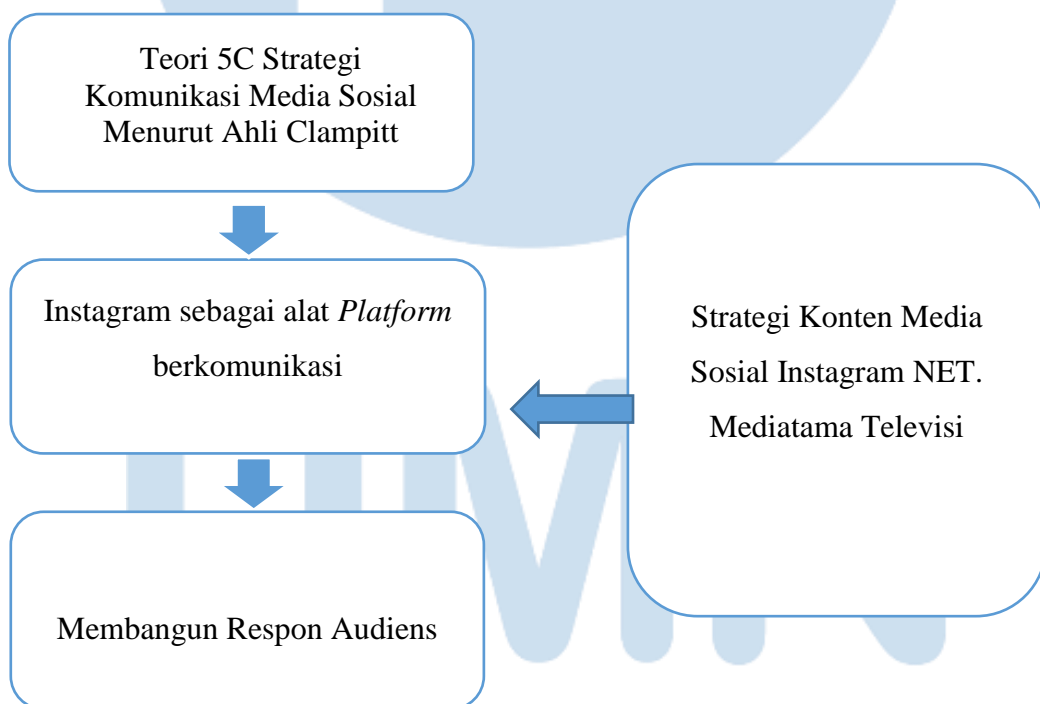 Teori 5C Strategi
Komunikasi Media Sosial
Menurut Ahli Clampitt
Instagram sebagai alat Platform
berkomunikasi
Strategi Konten Media
Sosial Instagram NET.
Mediatama Televisi
Membangun Respon Audiens